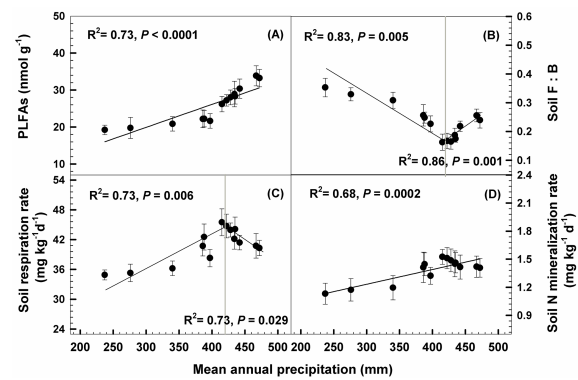 R²= 0.73, P < 0.0001 (A)
R²= 0.83, P = 0.005 (B)
50
40
30
20
10
PLFAs (nmol g⁻¹)
0.6
0.5
0.4
0.3
0.2
0.1
Soil F : B
R²= 0.86, P = 0.001
R²= 0.73, P = 0.006 (C)
R²= 0.68, P = 0.0002 (D)
54
48
42
36
30
24
Soil respiration rate
(mg kg⁻¹d⁻¹)
2.4
2.1
1.8
1.5
1.2
0.9
0.6
Soil N mineralization rate
(mg kg⁻¹d⁻¹)
R²= 0.73, P = 0.029
200 250 300 350 400 450 500 200 250 300 350 400 450 500
Mean annual precipitation (mm)